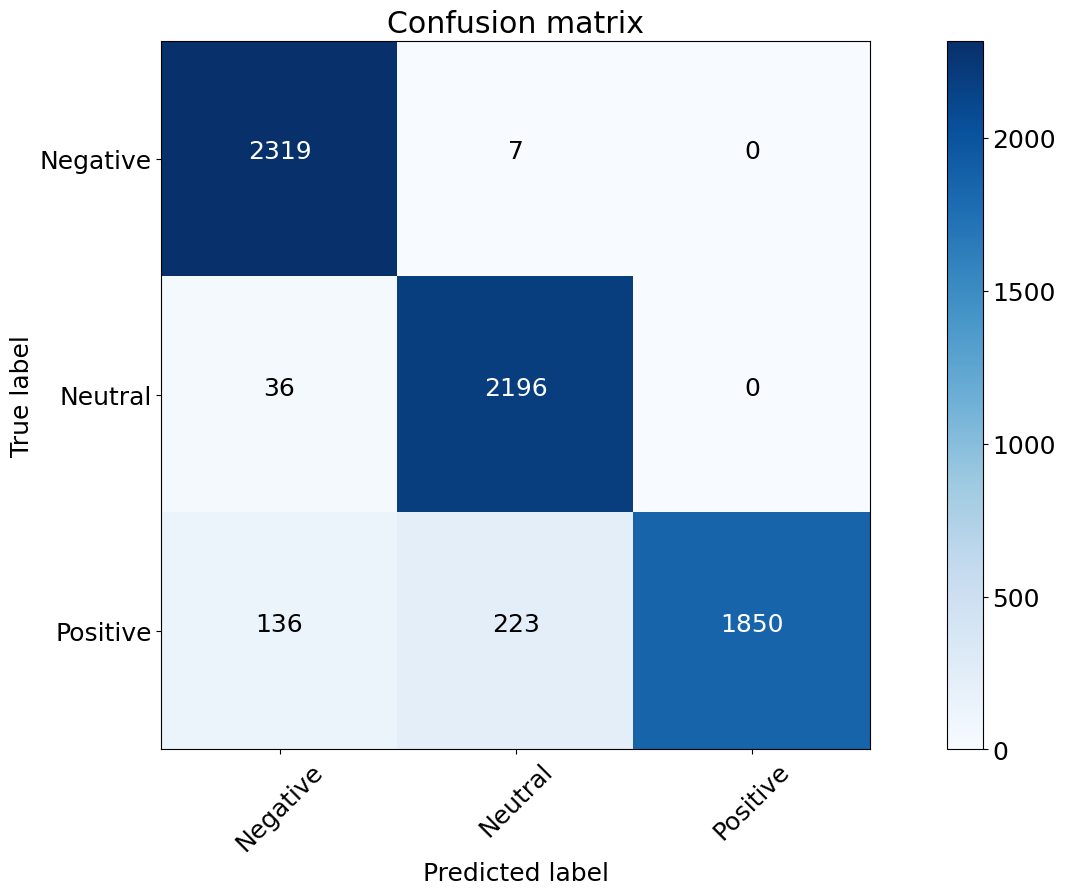 Confusion matrix
Negative
2319
7
0
Neutral
36
2196
0
Positive
136
223
1850
Negative
Neutral
Positive
True label
Predicted label
2000
1500
1000
500
0